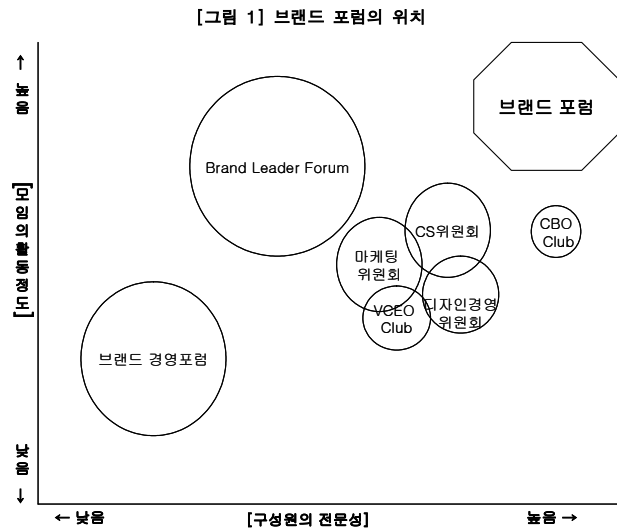 [그림 1] 브랜드 포럼의 위치
↑
높음
브랜드 포럼
Brand Leader Forum
[모임의활동정도]
CS위원회
CBO
Club
마케팅
위원회
디자인경영
위원회
VCEO
Club
브랜드 경영포럼
낮음
↓
← 낮음
[구성원의 전문성]
높음 →